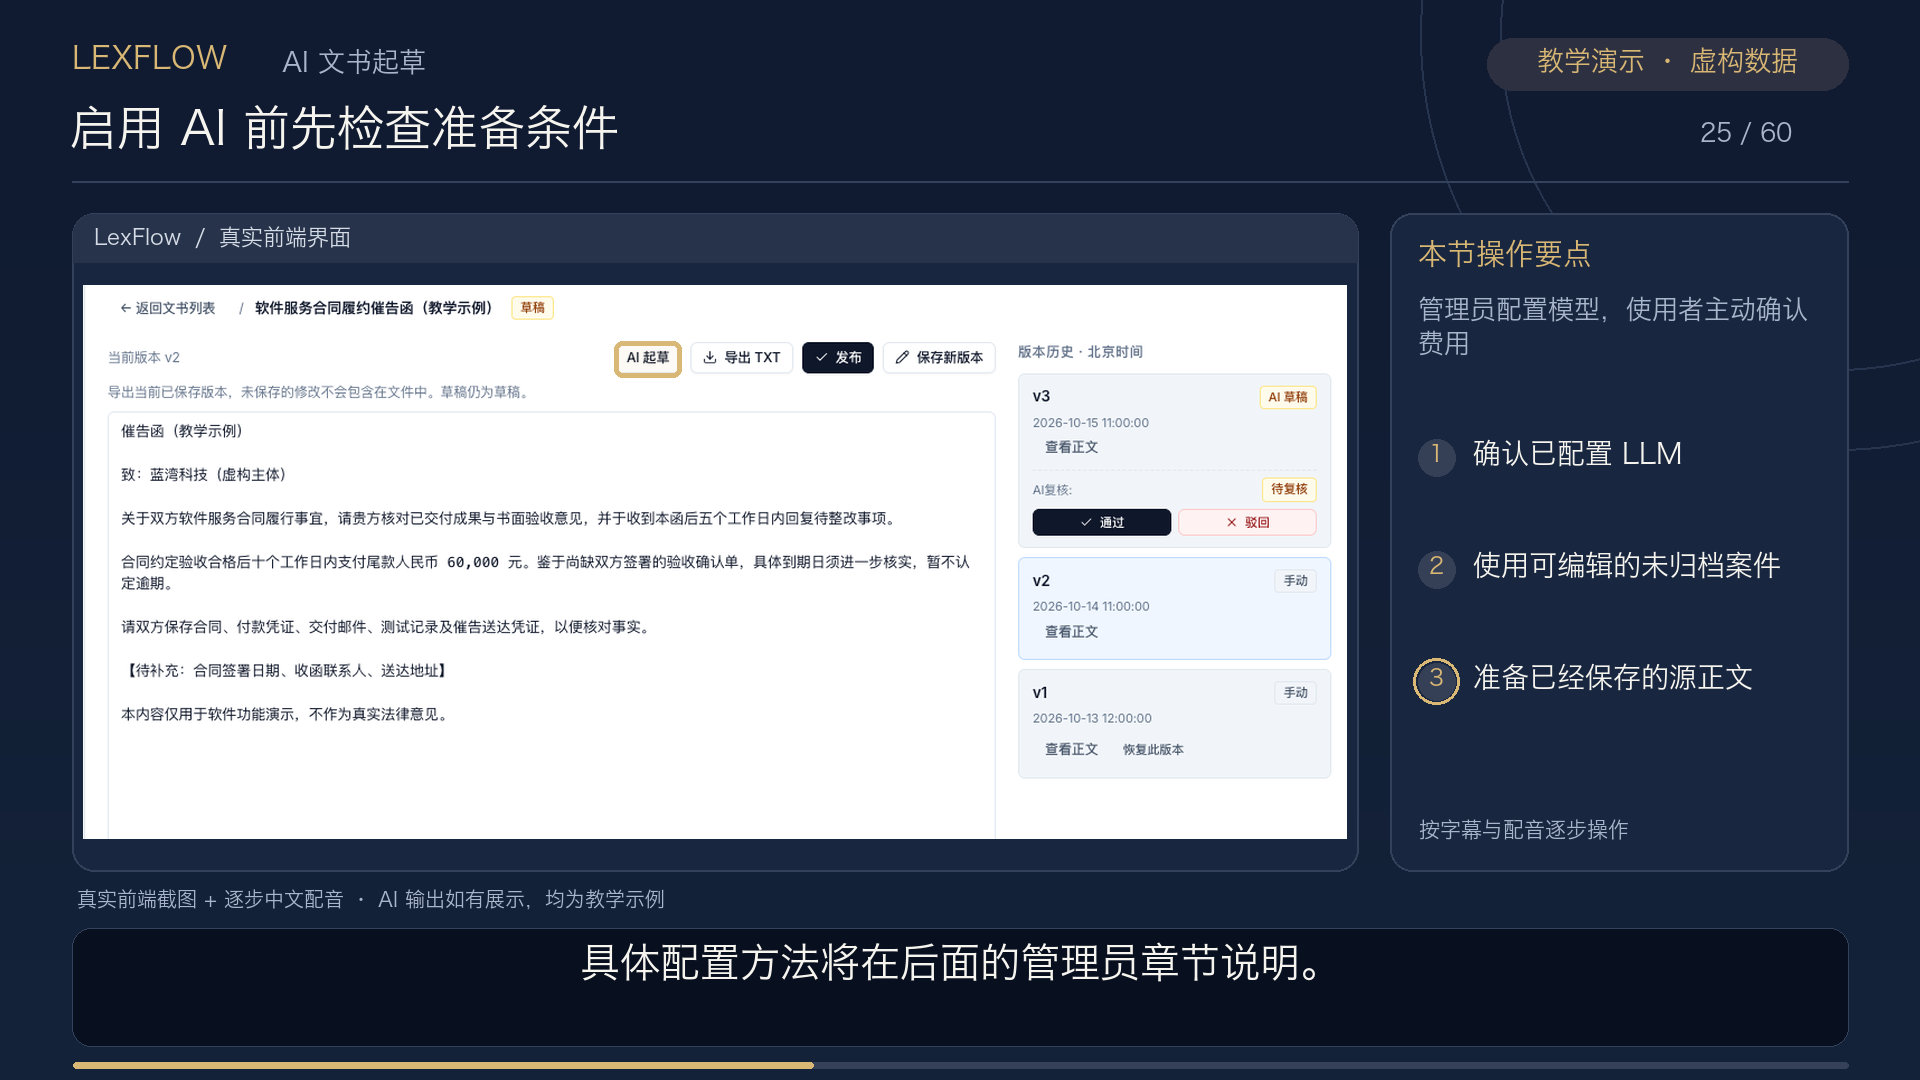 LEXFLOW AI 文书起草
教学演示 · 虚构数据
启用 AI 前先检查准备条件
25 / 60
LexFlow / 真实前端界面
← 返回文书列表 / 软件服务合同履约催告函（教学示例） 草稿
当前版本 v2
AI 起草 导出 TXT 发布 保存新版本
导出当前已保存版本，未保存的修改不会包含在文件中。草稿仍为草稿。
催告函（教学示例）
致：蓝湾科技（虚构主体）
关于双方软件服务合同履行事宜，请贵方核对已交付成果与书面验收意见，并于收到本函后五个工作日内回复待整改事项。
合同约定验收合格后十个工作日内支付尾款人民币 60,000 元。鉴于尚缺双方签署的验收确认单，具体到期日须进一步核实，暂不认
定逾期。
请双方保存合同、付款凭证、交付邮件、测试记录及催告送达凭证，以便核对事实。
【待补充：合同签署日期、收函联系人、送达地址】
本内容仅用于软件功能演示，不作为真实法律意见。
版本历史 · 北京时间
v3 AI 草稿
2026-10-15 11:00:00
查看正文
AI复核: 待复核
通过 驳回
v2 手动
2026-10-14 11:00:00
查看正文
v1 手动
2026-10-13 12:00:00
查看正文 恢复此版本
本节操作要点
管理员配置模型，使用者主动确认
费用
1 确认已配置 LLM
2 使用可编辑的未归档案件
3 准备已经保存的源正文
按字幕与配音逐步操作
真实前端截图 + 逐步中文配音 · AI 输出如有展示，均为教学示例
具体配置方法将在后面的管理员章节说明。